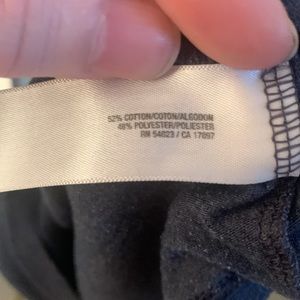 52% COTTON/COTON/ALGODON
48% POLYESTER/POLIESTER
RN 54023 / CA 17897